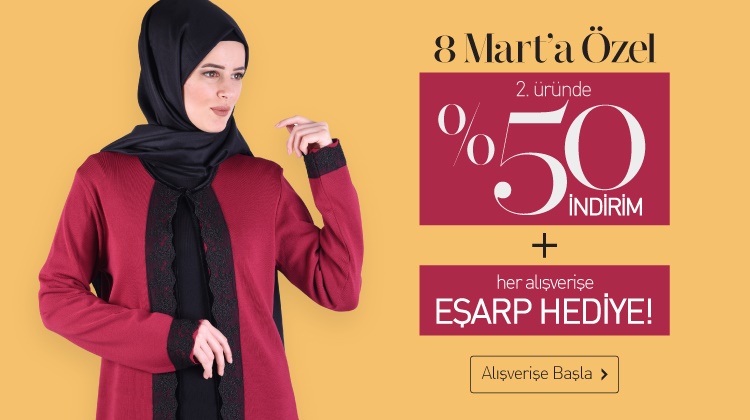 8 Mart'a Özel
2. üründe
%50
İNDİRİM
+
her alışverişe
EŞARP HEDİYE!
Alışverişe Başla >